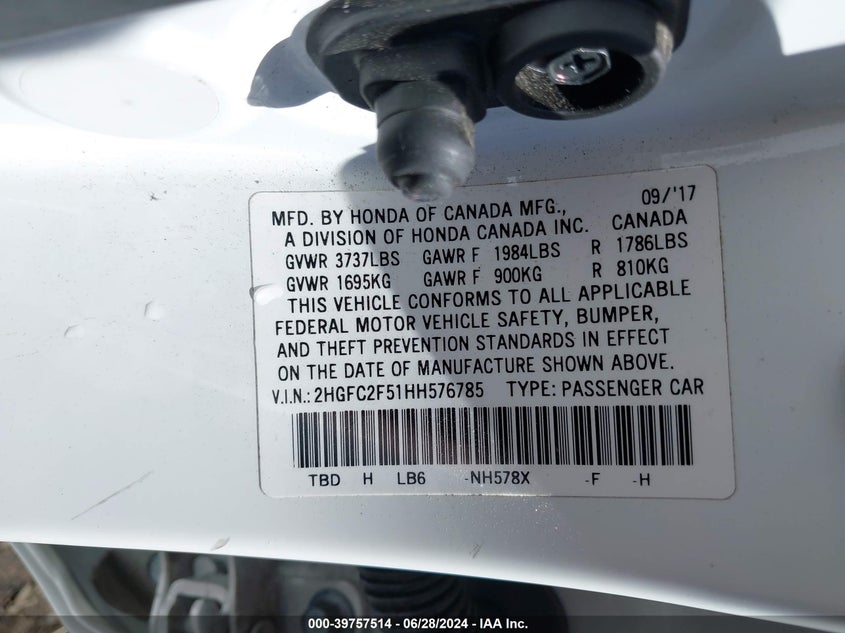 09/'17
MFD. BY HONDA OF CANADA MFG.,
A DIVISION OF HONDA CANADA INC. CANADA
GVWR 3737LBS GAWR F 1984LBS R 1786LBS
GVWR 1695KG GAWR F 900KG R 810KG
THIS VEHICLE CONFORMS TO ALL APPLICABLE
FEDERAL MOTOR VEHICLE SAFETY, BUMPER,
AND THEFT PREVENTION STANDARDS IN EFFECT
ON THE DATE OF MANUFACTURE SHOWN ABOVE.
V.I.N.: 2HGFC2F51HH576785 TYPE: PASSENGER CAR
TBD H LB6 -NH578X -F -H
000-39757514 / 06/28/2024 - IAA Inc.